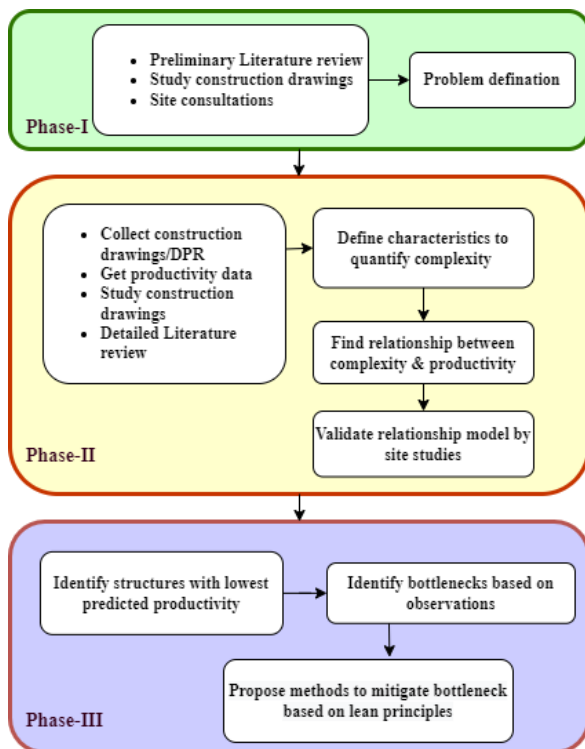 • Preliminary Literature review
• Study construction drawings
• Site consultations
Problem defination
Phase-I
• Collect construction
drawings/DPR
• Get productivity data
• Study construction
drawings
• Detailed Literature
review
Define characteristics to
quantify complexity
Find relationship between
complexity & productivity
Validate relationship model by
site studies
Phase-II
Identify structures with lowest
predicted productivity
Identify bottlenecks based on
observations
Propose methods to mitigate bottleneck
based on lean principles
Phase-III